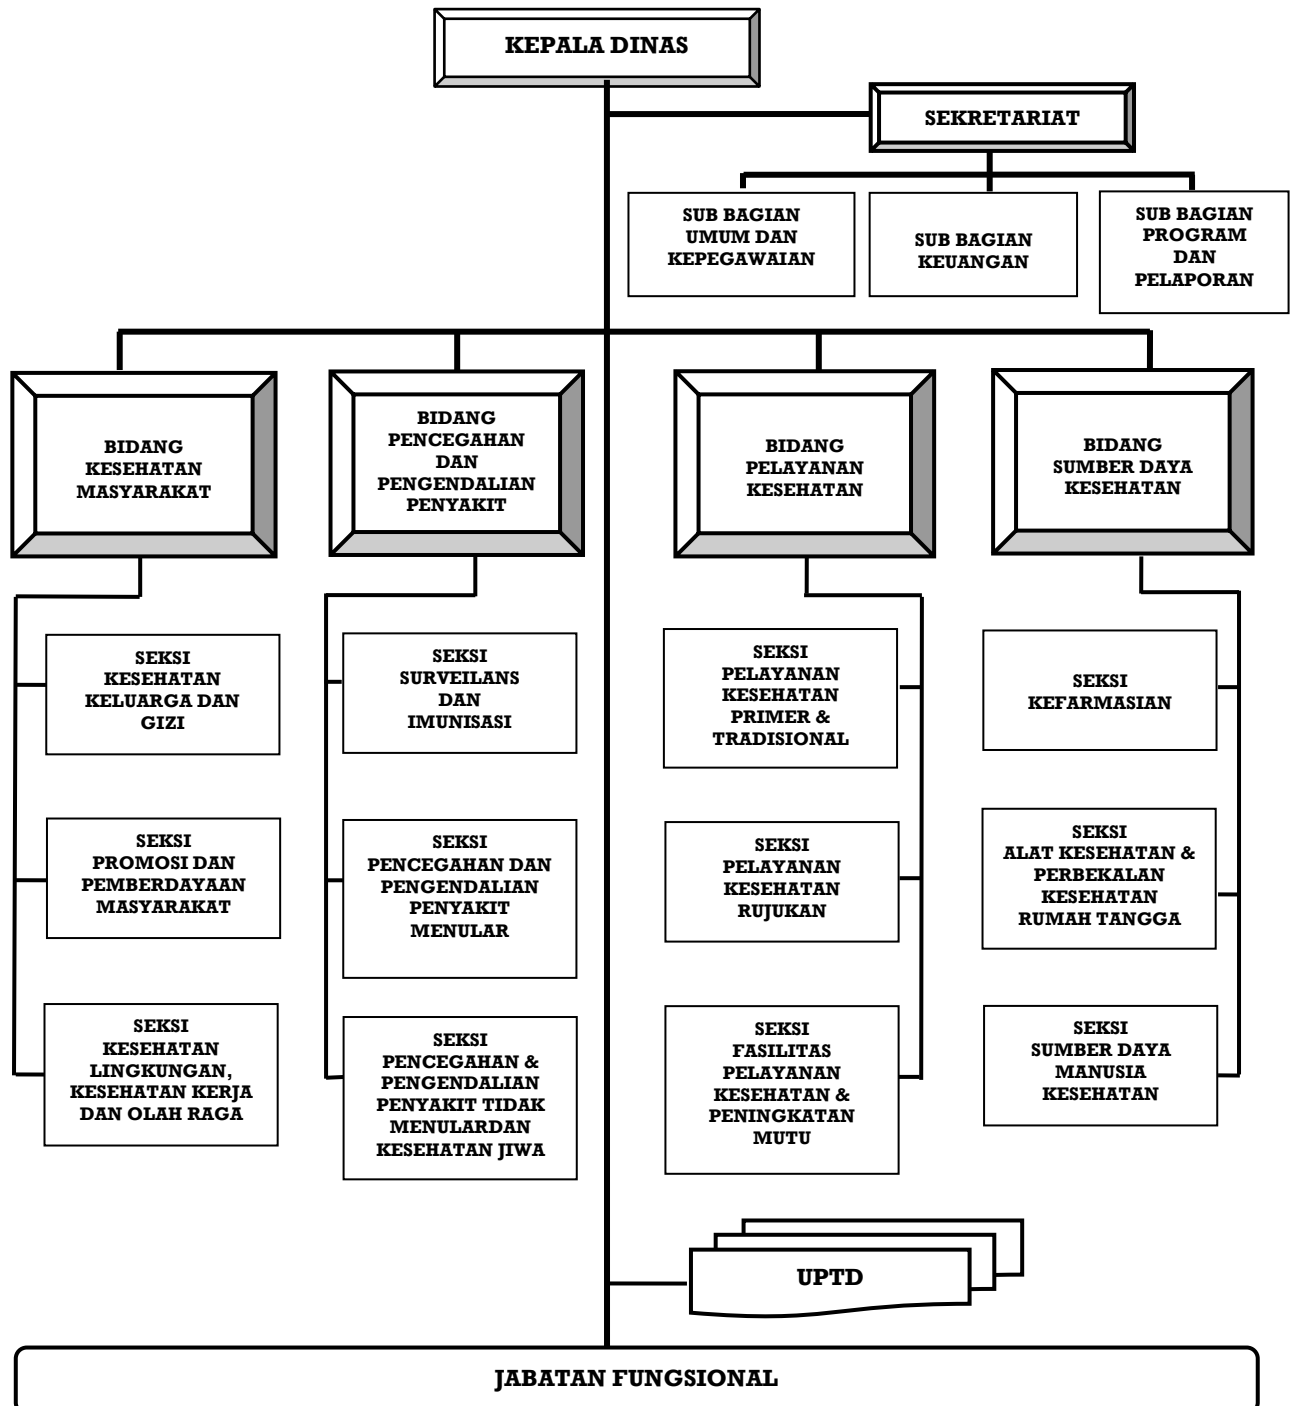 KEPALA DINAS
SEKRETARIAT
SUB BAGIAN
UMUM DAN
KEPEGAWAIAN
SUB BAGIAN
KEUANGAN
SUB BAGIAN
PROGRAM
DAN
PELAPORAN
BIDANG
KESEHATAN
MASYARAKAT
BIDANG
PENCEGAHAN
DAN
PENGENDALIAN
PENYAKIT
BIDANG
PELAYANAN
KESEHATAN
BIDANG
SUMBER DAYA
KESEHATAN
SEKSI
KESEHATAN
KELUARGA DAN
GIZI
SEKSI
SURVEILANS
DAN
IMUNISASI
SEKSI
PELAYANAN
KESEHATAN
PRIMER &
TRADISIONAL
SEKSI
KEFARMASIAN
SEKSI
PROMOSI DAN
PEMBERDAYAAN
MASYARAKAT
SEKSI
PENCEGAHAN DAN
PENGENDALIAN
PENYAKIT
MENULAR
SEKSI
PELAYANAN
KESEHATAN
RUJUKAN
SEKSI
ALAT KESEHATAN &
PERBEKALAN
KESEHATAN
RUMAH TANGGA
SEKSI
KESEHATAN
LINGKUNGAN,
KESEHATAN KERJA
DAN OLAH RAGA
SEKSI
PENCEGAHAN &
PENGENDALIAN
PENYAKIT TIDAK
MENULARDAN
KESEHATAN JIWA
SEKSI
FASILITAS
PELAYANAN
KESEHATAN &
PENINGKATAN
MUTU
SEKSI
SUMBER DAYA
MANUSIA
KESEHATAN
UPTD
JABATAN FUNGSIONAL